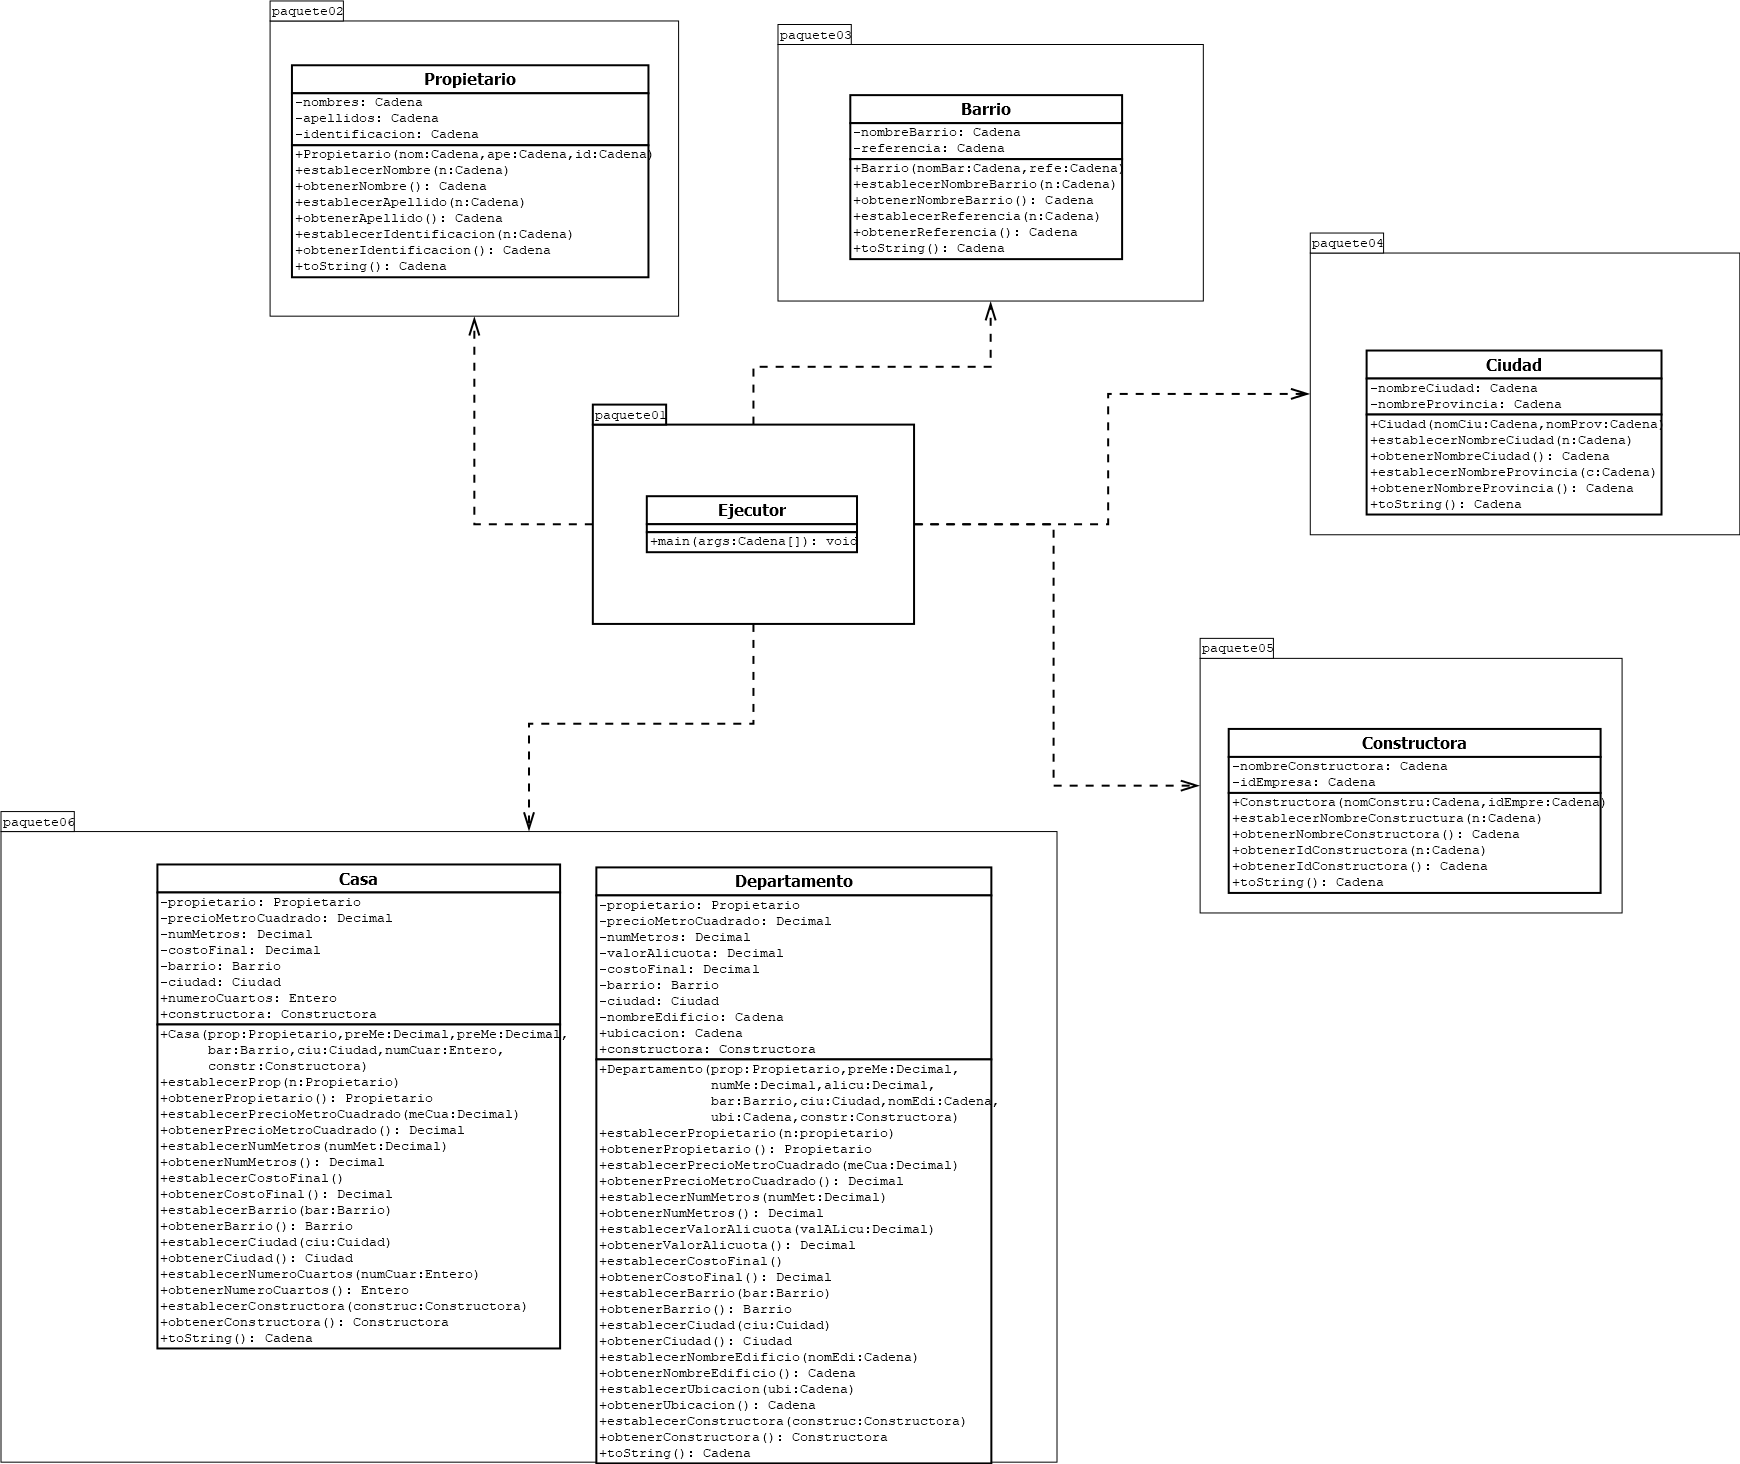 paquete02
Propietario
-nombres: Cadena
-apellidos: Cadena
-identificacion: Cadena
+Propietario(nom:Cadena,ape:Cadena,id:Cadena)
+establecerNombre(n:Cadena)
+obtenerNombre(): Cadena
+establecerApellido(n:Cadena)
+obtenerApellido(): Cadena
+establecerIdentificacion(n:Cadena)
+obtenerIdentificacion(): Cadena
+toString(): Cadena
paquete03
Barrio
-nombreBarrio: Cadena
-referencia: Cadena
+Barrio(nomBar:Cadena,refe:Cadena)
+establecerNombreBarrio(n:Cadena)
+obtenerNombreBarrio(): Cadena
+establecerReferencia(n:Cadena)
+obtenerReferencia(): Cadena
+toString(): Cadena
paquete04
Ciudad
-nombreCiudad: Cadena
-nombreProvincia: Cadena
+Ciudad(nomCiu:Cadena,nomProv:Cadena)
+establecerNombreCiudad(n:Cadena)
+obtenerNombreCiudad(): Cadena
+establecerNombreProvincia(c:Cadena)
+obtenerNombreProvincia(): Cadena
+toString(): Cadena
paquete01
Ejecutor
+main(args:Cadena[]): void
paquete05
Constructora
-nombreConstructora: Cadena
-idEmpresa: Cadena
+Constructora(nomConstru:Cadena,idEmpre:Cadena)
+establecerNombreConstructura(n:Cadena)
+obtenerNombreConstructora(): Cadena
+obtenerIdConstructora(n:Cadena)
+obtenerIdConstructora(): Cadena
+toString(): Cadena
paquete06
Casa
-propietario: Propietario
-precioMetroCuadrado: Decimal
-numMetros: Decimal
-costoFinal: Decimal
-barrio: Barrio
-ciudad: Ciudad
+numeroCuartos: Entero
+constructora: Constructora
+Casa(prop:Propietario,preMe:Decimal,preMe:Decimal,
bar:Barrio,ciu:Ciudad,numCuar:Entero,
constr:Constructora)
+establecerProp(n:Propietario)
+obtenerPropietario(): Propietario
+establecerPrecioMetroCuadrado(meCua:Decimal)
+obtenerPrecioMetroCuadrado(): Decimal
+establecerNumMetros(numMet:Decimal)
+obtenerNumMetros(): Decimal
+establecerCostoFinal()
+obtenerCostoFinal(): Decimal
+establecerBarrio(bar:Barrio)
+obtenerBarrio(): Barrio
+establecerCiudad(ciu:Cuidad)
+obtenerCiudad(): Ciudad
+establecerNumeroCuartos(numCuar:Entero)
+obtenerNumeroCuartos(): Entero
+establecerConstructora(construc:Constructora)
+obtenerConstructora(): Constructora
+toString(): Cadena
Departamento
-propietario: Propietario
-precioMetroCuadrado: Decimal
-numMetros: Decimal
-valorAlicuota: Decimal
-costoFinal: Decimal
-barrio: Barrio
-ciudad: Ciudad
-nombreEdificio: Cadena
+ubicacion: Cadena
+constructora: Constructora
+Departamento(prop:Propietario,preMe:Decimal,
numMe:Decimal,alicu:Decimal,
bar:Barrio,ciu:Ciudad,nomEdi:Cadena,
ubi:Cadena,constr:Constructora)
+establecerPropietario(n:propietario)
+obtenerPropietario(): Propietario
+establecerPrecioMetroCuadrado(meCua:Decimal)
+obtenerPrecioMetroCuadrado(): Decimal
+establecerNumMetros(numMet:Decimal)
+obtenerNumMetros(): Decimal
+establecerValorAlicuota(valALicu:Decimal)
+obtenerValorAlicuota(): Decimal
+establecerCostoFinal()
+obtenerCostoFinal(): Decimal
+establecerBarrio(bar:Barrio)
+obtenerBarrio(): Barrio
+establecerCiudad(ciu:Cuidad)
+obtenerCiudad(): Ciudad
+establecerNombreEdificio(nomEdi:Cadena)
+obtenerNombreEdificio(): Cadena
+establecerUbicacion(ubi:Cadena)
+obtenerUbicacion(): Cadena
+establecerConstructora(construc:Constructora)
+obtenerConstructora(): Constructora
+toString(): Cadena